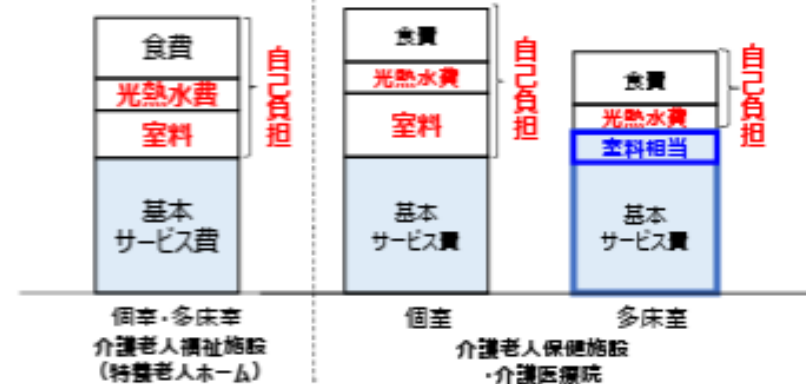 食費
光熱水費
室料
自己負担
基本
サービス費
個室・多床室
介護老人福祉施設
(特養老人ホーム)
食費
光熱水費
室料
自己負担
基本
サービス費
個室
食費
光熱水費
自己負担
室料相当
基本
サービス費
多床室
介護老人保健施設
・介護医療院